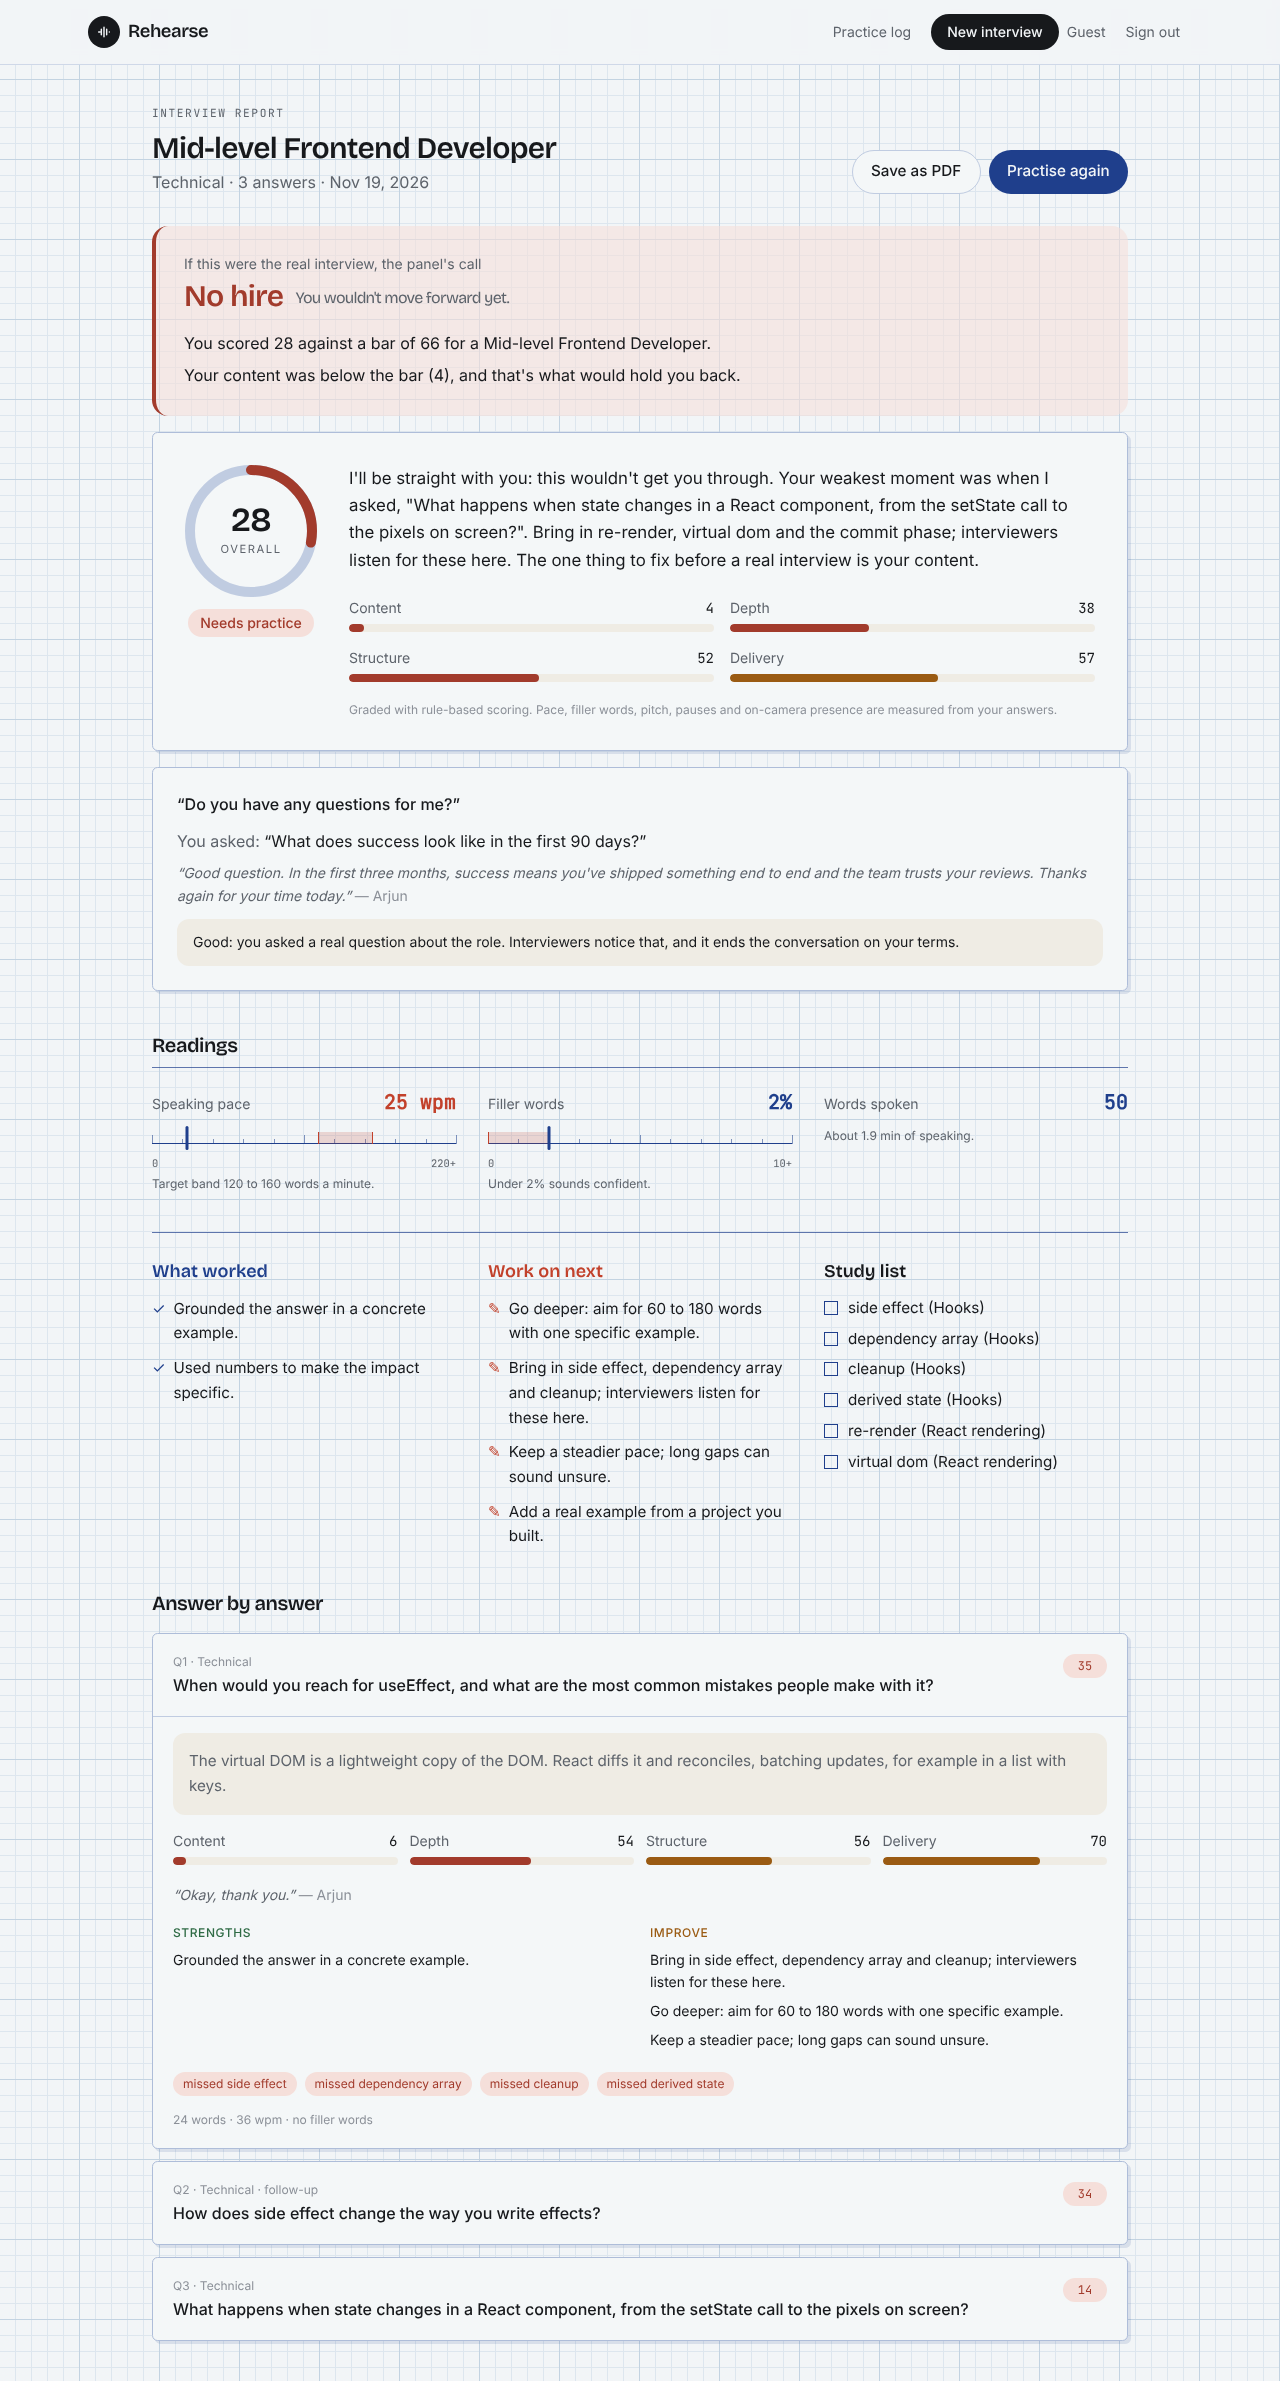 Rehearse
Practice log
New interview
Guest
Sign out
INTERVIEW REPORT
Mid-level Frontend Developer
Technical · 3 answers · Nov 19, 2026
Save as PDF
Practise again
If this were the real interview, the panel's call
No hire You wouldn't move forward yet.
You scored 28 against a bar of 66 for a Mid-level Frontend Developer.
Your content was below the bar (4), and that's what would hold you back.
28
OVERALL
Needs practice
I'll be straight with you: this wouldn't get you through. Your weakest moment was when I
asked, "What happens when state changes in a React component, from the setState call to
the pixels on screen?". Bring in re-render, virtual dom and the commit phase; interviewers
listen for these here. The one thing to fix before a real interview is your content.
Content 4
Depth 38
Structure 52
Delivery 57
Graded with rule-based scoring. Pace, filler words, pitch, pauses and on-camera presence are measured from your answers.
“Do you have any questions for me?”
You asked: “What does success look like in the first 90 days?”
“Good question. In the first three months, success means you've shipped something end to end and the team trusts your reviews. Thanks
again for your time today.” — Arjun
Good: you asked a real question about the role. Interviewers notice that, and it ends the conversation on your terms.
Readings
Speaking pace 25 wpm
0 220+
Target band 120 to 160 words a minute.
Filler words 2%
0 10+
Under 2% sounds confident.
Words spoken 50
About 1.9 min of speaking.
What worked
✓ Grounded the answer in a concrete
example.
✓ Used numbers to make the impact
specific.
Work on next
✎ Go deeper: aim for 60 to 180 words
with one specific example.
✎ Bring in side effect, dependency array
and cleanup; interviewers listen for
these here.
✎ Keep a steadier pace; long gaps can
sound unsure.
✎ Add a real example from a project you
built.
Study list
side effect (Hooks)
dependency array (Hooks)
cleanup (Hooks)
derived state (Hooks)
re-render (React rendering)
virtual dom (React rendering)
Answer by answer
Q1 · Technical
When would you reach for useEffect, and what are the most common mistakes people make with it?
35
The virtual DOM is a lightweight copy of the DOM. React diffs it and reconciles, batching updates, for example in a list with
keys.
Content 6
Depth 54
Structure 56
Delivery 70
“Okay, thank you.” — Arjun
STRENGTHS
Grounded the answer in a concrete example.
IMPROVE
Bring in side effect, dependency array and cleanup; interviewers
listen for these here.
Go deeper: aim for 60 to 180 words with one specific example.
Keep a steadier pace; long gaps can sound unsure.
missed side effect
missed dependency array
missed cleanup
missed derived state
24 words · 36 wpm · no filler words
Q2 · Technical · follow-up
How does side effect change the way you write effects?
34
Q3 · Technical
What happens when state changes in a React component, from the setState call to the pixels on screen?
14